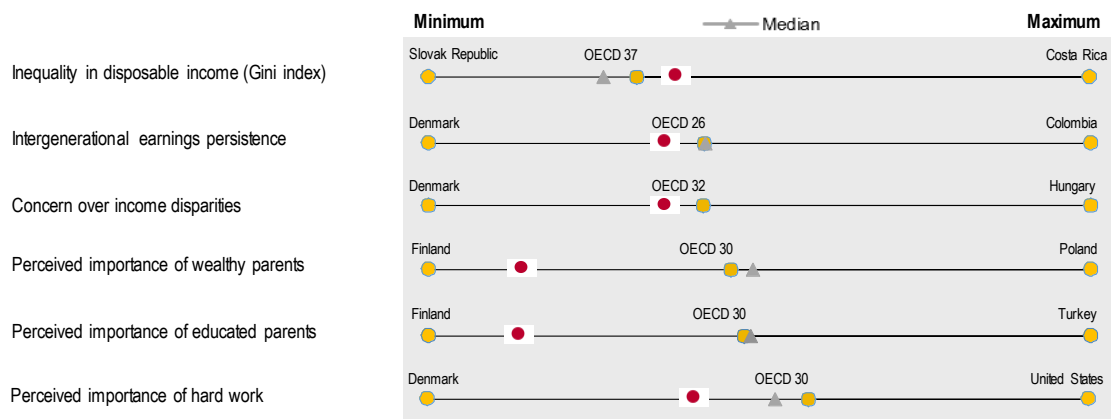 Minimum Median Maximum
Inequality in disposable income (Gini index) Slovak Republic OECD 37 Costa Rica
Intergenerational earnings persistence Denmark OECD 26 Colombia
Concern over income disparities Denmark OECD 32 Hungary
Perceived importance of wealthy parents Finland OECD 30 Poland
Perceived importance of educated parents Finland OECD 30 Turkey
Perceived importance of hard work Denmark OECD 30 United States